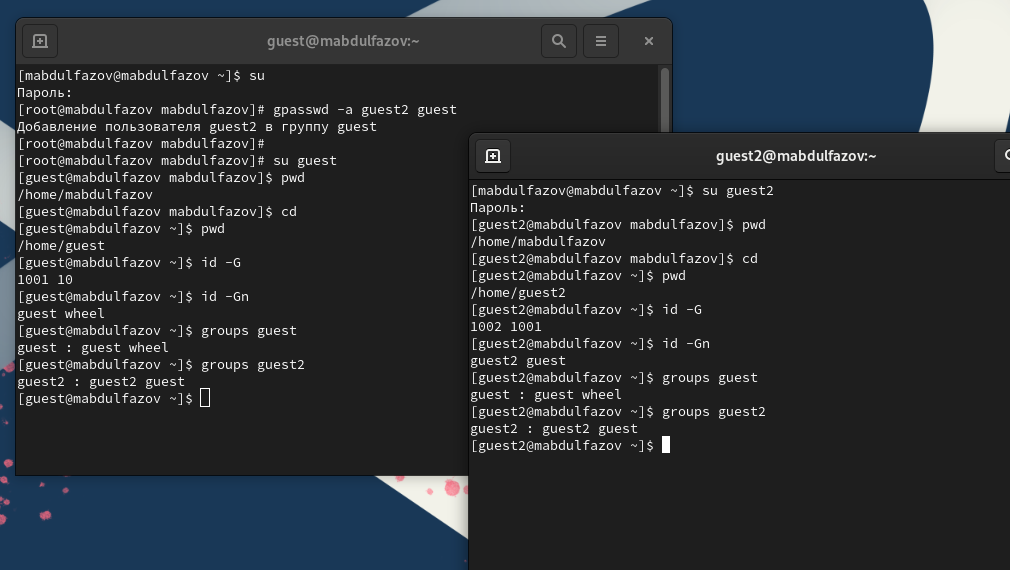 guest@mabdulfazov:~
[mabdulfazov@mabdulfazov ~]$ su
Пароль:
[root@mabdulfazov mabdulfazov]# gpasswd -a guest2 guest
Добавление пользователя guest2 в группу guest
[root@mabdulfazov mabdulfazov]#
[root@mabdulfazov mabdulfazov]# su guest
[guest@mabdulfazov mabdulfazov]$ pwd
/home/mabdulfazov
[guest@mabdulfazov mabdulfazov]$ cd
[guest@mabdulfazov ~]$ pwd
/home/guest
[guest@mabdulfazov ~]$ id -G
1001 10
[guest@mabdulfazov ~]$ id -Gn
guest wheel
[guest@mabdulfazov ~]$ groups guest
guest : guest wheel
[guest@mabdulfazov ~]$ groups guest2
guest2 : guest2 guest
[guest@mabdulfazov ~]$
guest2@mabdulfazov:~
[mabdulfazov@mabdulfazov ~]$ su guest2
Пароль:
[guest2@mabdulfazov mabdulfazov]$ pwd
/home/mabdulfazov
[guest2@mabdulfazov mabdulfazov]$ cd
[guest2@mabdulfazov ~]$ pwd
/home/guest2
[guest2@mabdulfazov ~]$ id -G
1002 1001
[guest2@mabdulfazov ~]$ id -Gn
guest2 guest
[guest2@mabdulfazov ~]$ groups guest
guest : guest wheel
[guest2@mabdulfazov ~]$ groups guest2
guest2 : guest2 guest
[guest2@mabdulfazov ~]$